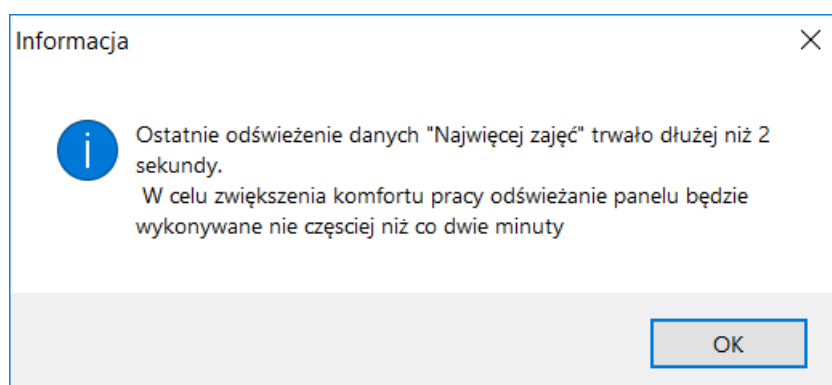 Informacja
Ostatnie odświeżenie danych "Najwięcej zajęć" trwało dłużej niż 2
sekundy.
W celu zwiększenia komfortu pracy odświeżanie panelu będzie
wykonywane nie częsciej niż co dwie minuty
OK